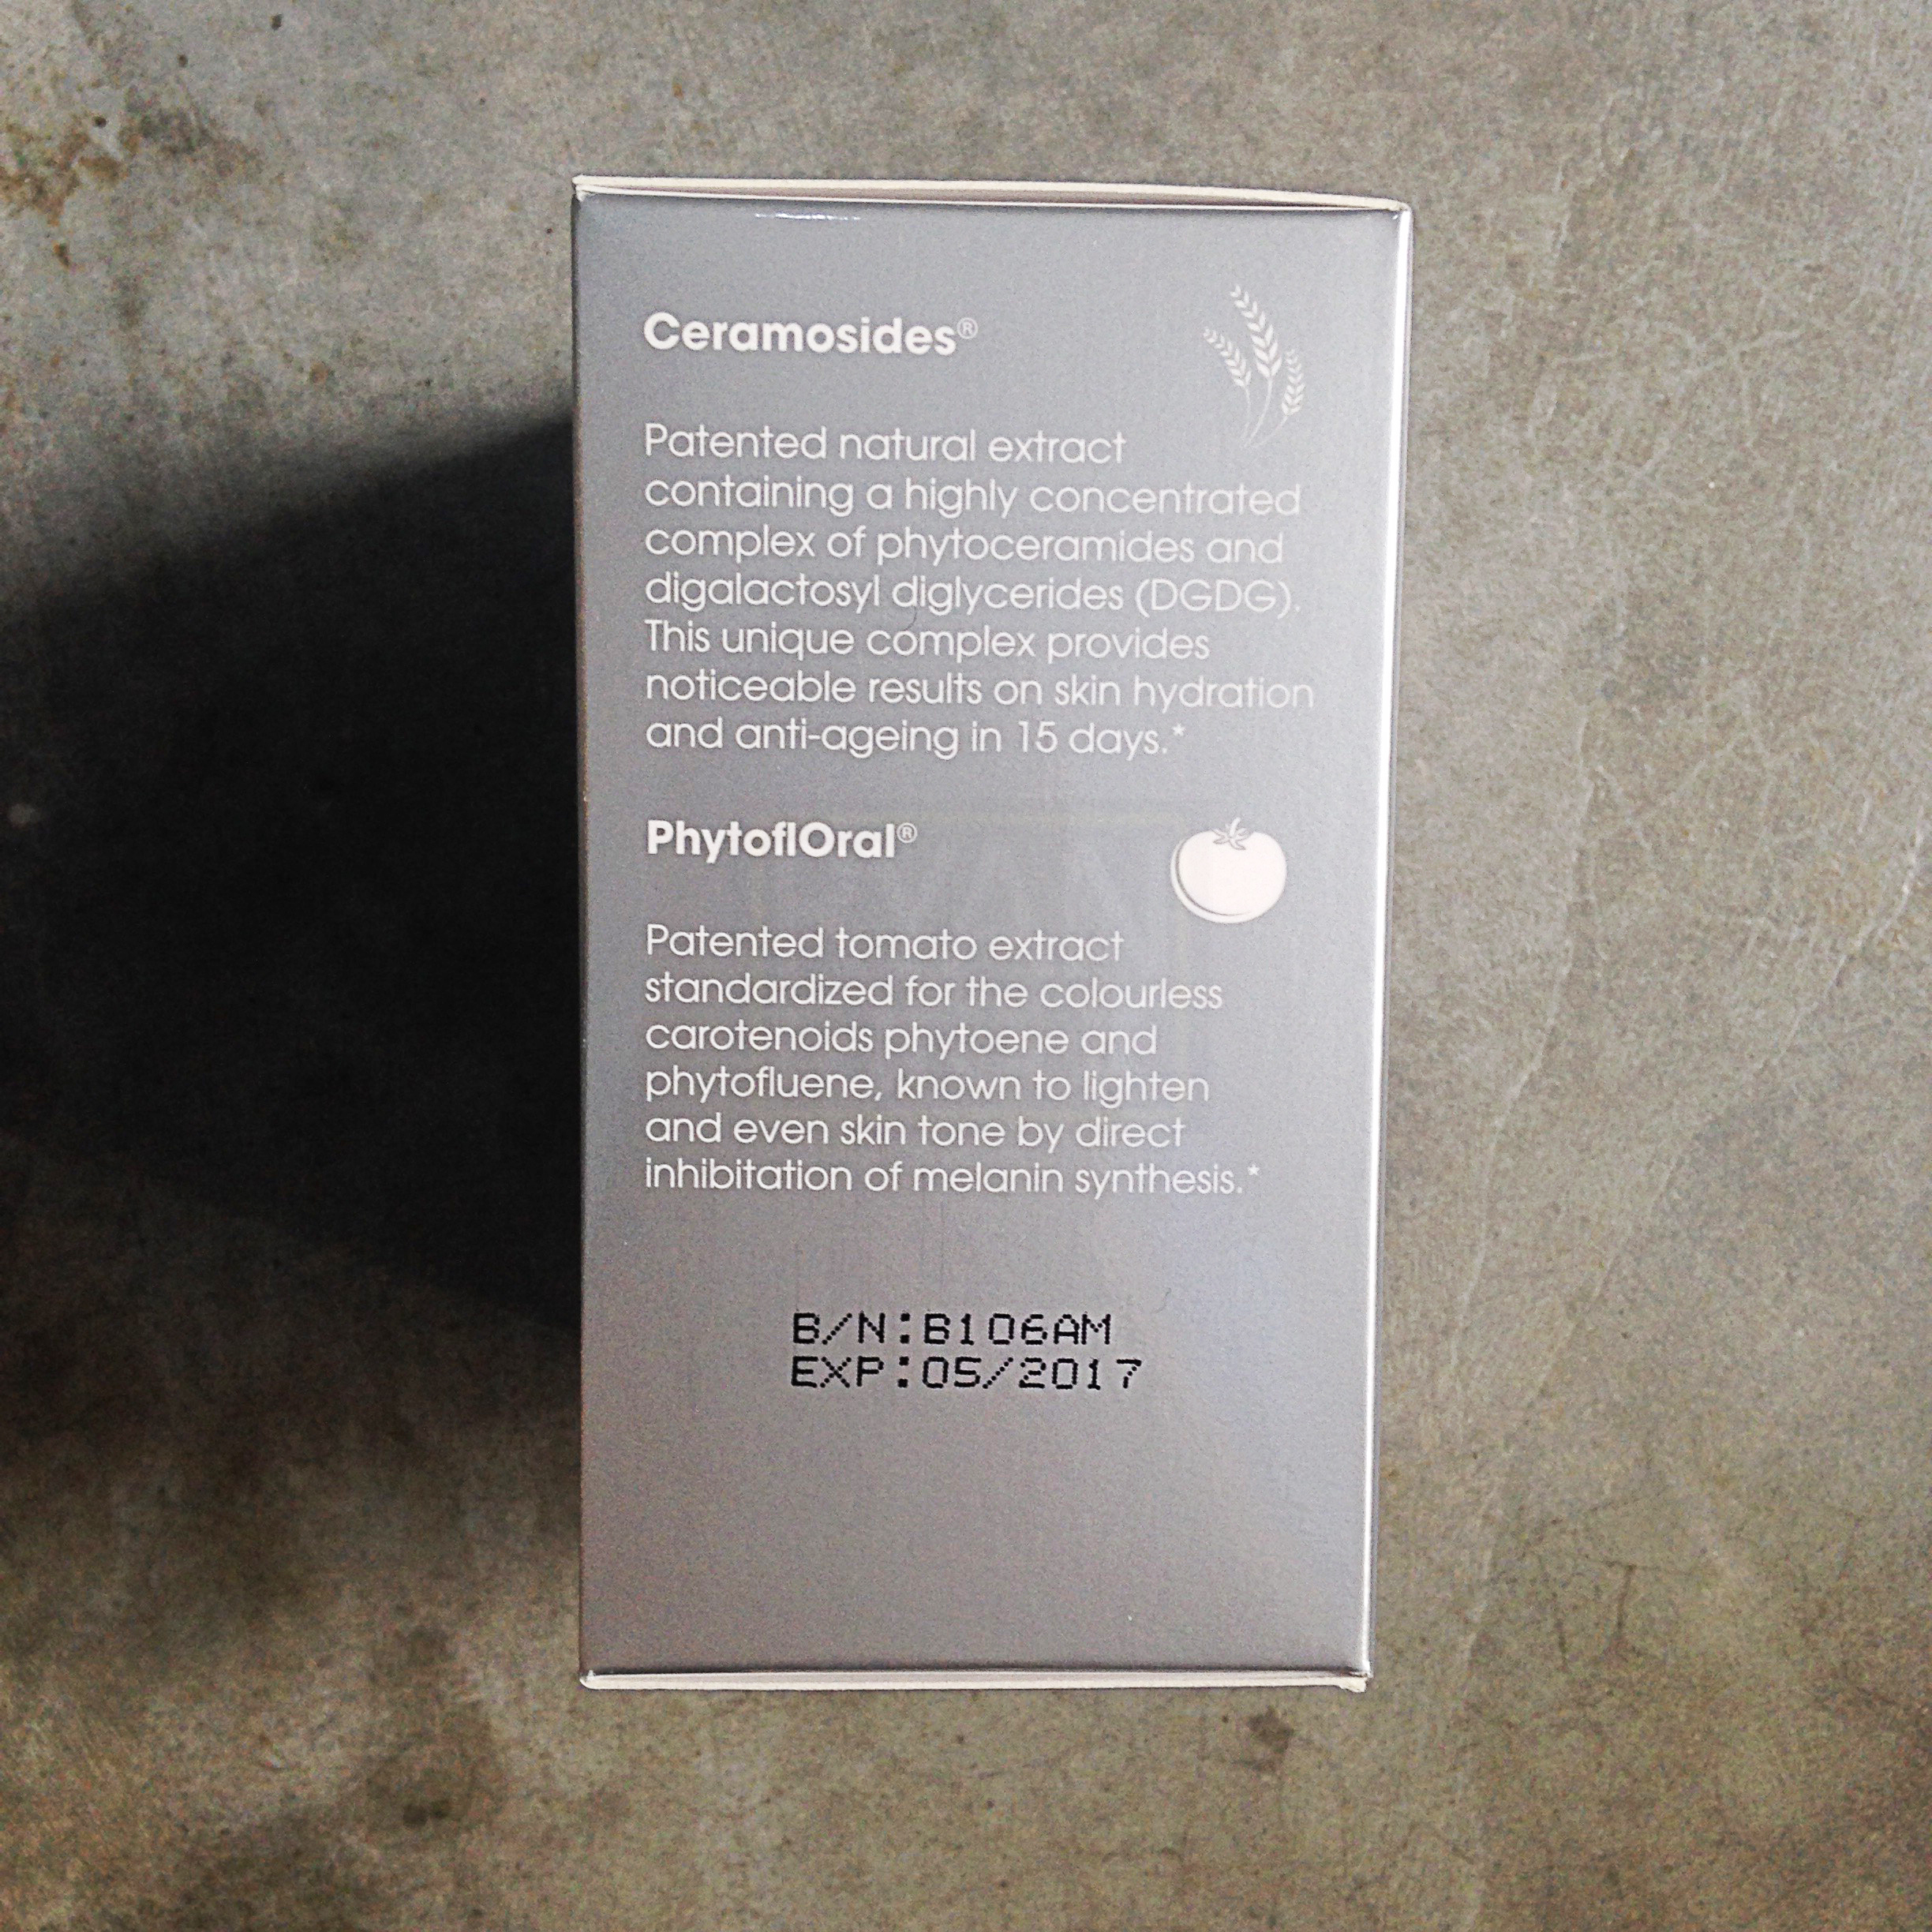 Ceramosides®
Patented natural extract
containing a highly concentrated
complex of phytoceramides and
digalactosyl diglycerides (DGDG).
This unique complex provides
noticeable results on skin hydration
and anti-ageing in 15 days.*
PhytoflOral®
Patented tomato extract
standardized for the colourless
carotenoids phytoene and
phytofluene, known to lighten
and even skin tone by direct
inhibitation of melanin synthesis.*
B/N:B106AM
EXP:05/2017